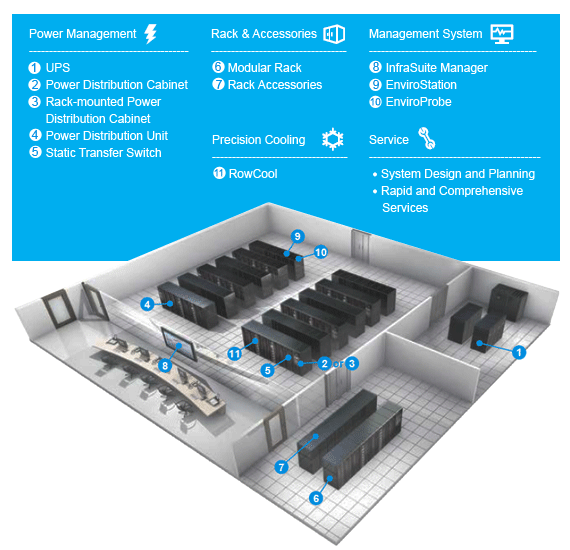 Power Management
1 UPS
2 Power Distribution Cabinet
3 Rack-mounted Power
Distribution Cabinet
4 Power Distribution Unit
5 Static Transfer Switch
Rack & Accessories
6 Modular Rack
7 Rack Accessories
Precision Cooling
11 RowCool
Management System
8 InfraSuite Manager
9 EnviroStation
10 EnviroProbe
Service
• System Design and Planning
• Rapid and Comprehensive
Services
9
10
4
11
5
2 or 3
8
1
7
6